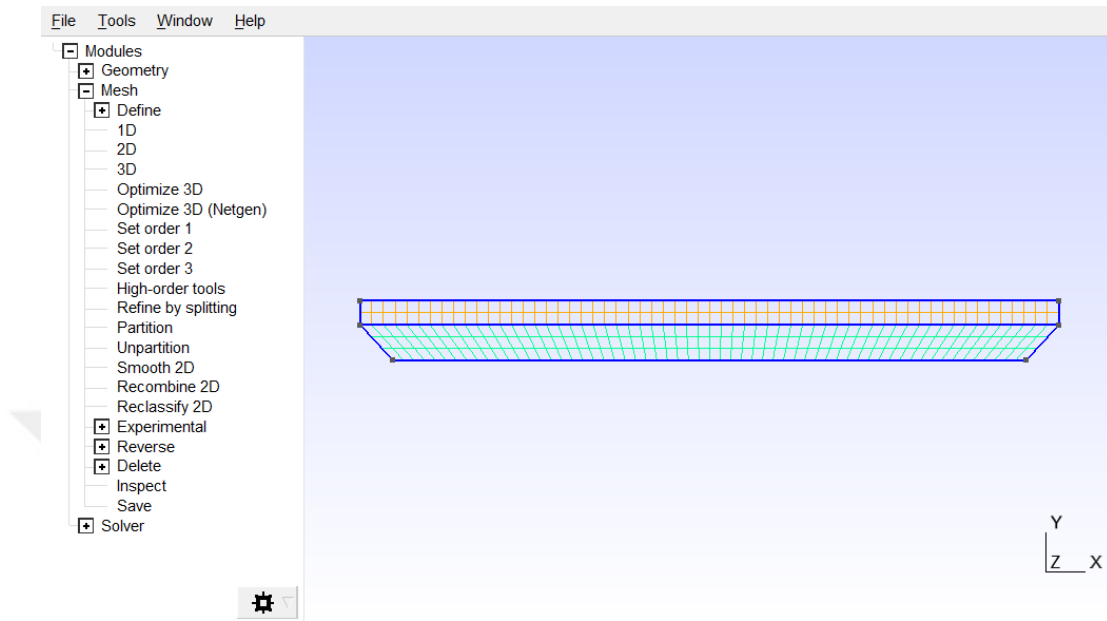 File Tools Window Help
Modules
Geometry
Mesh
Define
1D
2D
3D
Optimize 3D
Optimize 3D (Netgen)
Set order 1
Set order 2
Set order 3
High-order tools
Refine by splitting
Partition
Unpartition
Smooth 2D
Recombine 2D
Reclassify 2D
Experimental
Reverse
Delete
Inspect
Save
Solver
Y
Z X